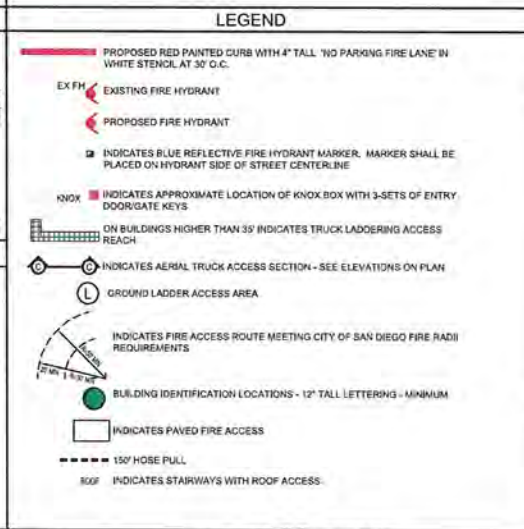 LEGEND
PROPOSED RED PAINTED CURB WITH 4" TALL 'NO PARKING FIRE LANE' IN
WHITE STENCIL AT 30' O.C.
EX FH
EXISTING FIRE HYDRANT
PROPOSED FIRE HYDRANT
INDICATES BLUE REFLECTIVE FIRE HYDRANT MARKER. MARKER SHALL BE
PLACED ON HYDRANT SIDE OF STREET CENTERLINE
KNOX
INDICATES APPROXIMATE LOCATION OF KNOX BOX WITH 3-SETS OF ENTRY
DOOR/GATE KEYS
ON BUILDINGS HIGHER THAN 35' INDICATES TRUCK LADDERING ACCESS
REACH
C C INDICATES AERIAL TRUCK ACCESS SECTION - SEE ELEVATIONS ON PLAN
L GROUND LADDER ACCESS AREA
INDICATES FIRE ACCESS ROUTE MEETING CITY OF SAN DIEGO FIRE RADII
REQUIREMENTS
BUILDING IDENTIFICATION LOCATIONS - 12" TALL LETTERING - MINIMUM
INDICATES PAVED FIRE ACCESS
150' HOSE PULL
ROOF INDICATES STAIRWAYS WITH ROOF ACCESS